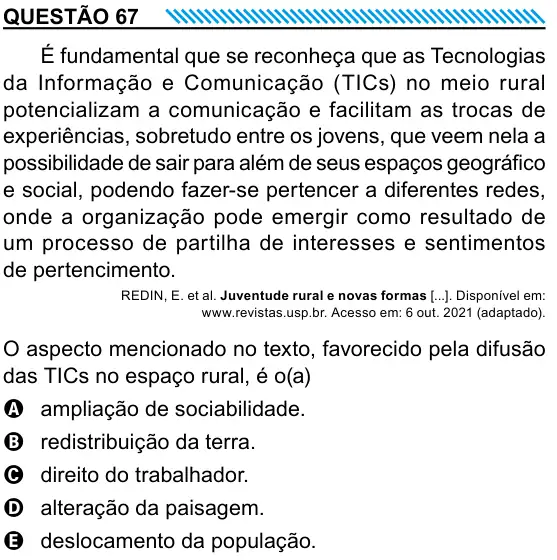 QUESTÃO 67
É fundamental que se reconheça que as Tecnologias
da Informação e Comunicação (TICs) no meio rural
potencializam a comunicação e facilitam as trocas de
experiências, sobretudo entre os jovens, que veem nela a
possibilidade de sair para além de seus espaços geográfico
e social, podendo fazer-se pertencer a diferentes redes,
onde a organização pode emergir como resultado de
um processo de partilha de interesses e sentimentos
de pertencimento.
REDIN, E. et al. Juventude rural e novas formas [...]. Disponível em:
www.revistas.usp.br. Acesso em: 6 out. 2021 (adaptado).
O aspecto mencionado no texto, favorecido pela difusão
das TICs no espaço rural, é o(a)
A ampliação de sociabilidade.
B redistribuição da terra.
C direito do trabalhador.
D alteração da paisagem.
E deslocamento da população.